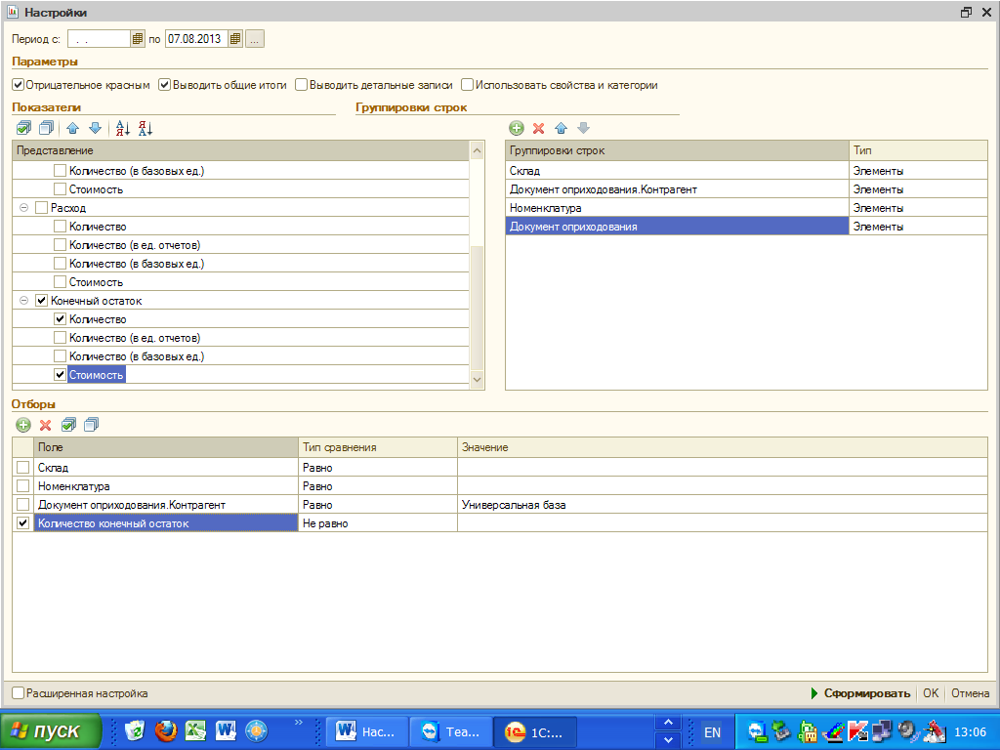 Настройки
Период с: . . по 07.08.2013 ...
Параметры
Отрицательное красным Выводить общие итоги Выводить детальные записи Использовать свойства и категории
Показатели Группировки строк
Представление
Количество (в базовых ед.)
Стоимость
Расход
Количество
Количество (в ед. отчетов)
Количество (в базовых ед.)
Стоимость
Конечный остаток
Количество
Количество (в ед. отчетов)
Количество (в базовых ед.)
Стоимость
Группировки строк Тип
Склад Элементы
Документ оприходования.Контрагент Элементы
Номенклатура Элементы
Документ оприходования Элементы
Отборы
Поле Тип сравнения Значение
Склад Равно
Номенклатура Равно
Документ оприходования.Контрагент Равно Универсальная база
Количество конечный остаток Не равно
Расширенная настройка Сформировать OK Отмена
пуск Нас... Tea... 1С:... EN 13:06